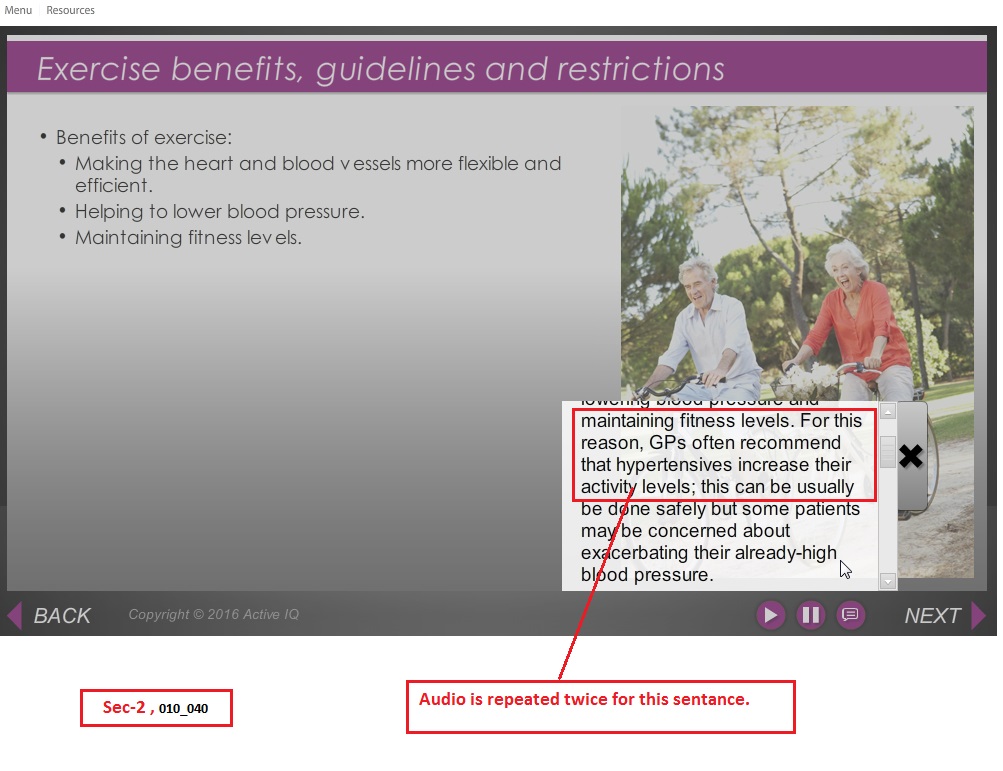 Menu Resources
Exercise benefits, guidelines and restrictions
• Benefits of exercise:
• Making the heart and blood vessels more flexible and
efficient.
• Helping to lower blood pressure.
• Maintaining fitness levels.
lowering blood pressure and
maintaining fitness levels. For this
reason, GPs often recommend
that hypertensives increase their
activity levels; this can be usually
be done safely but some patients
may be concerned about
exacerbating their already-high
blood pressure.
BACK
Copyright © 2016 Active IQ
NEXT
Sec-2 , 010_040
Audio is repeated twice for this sentance.